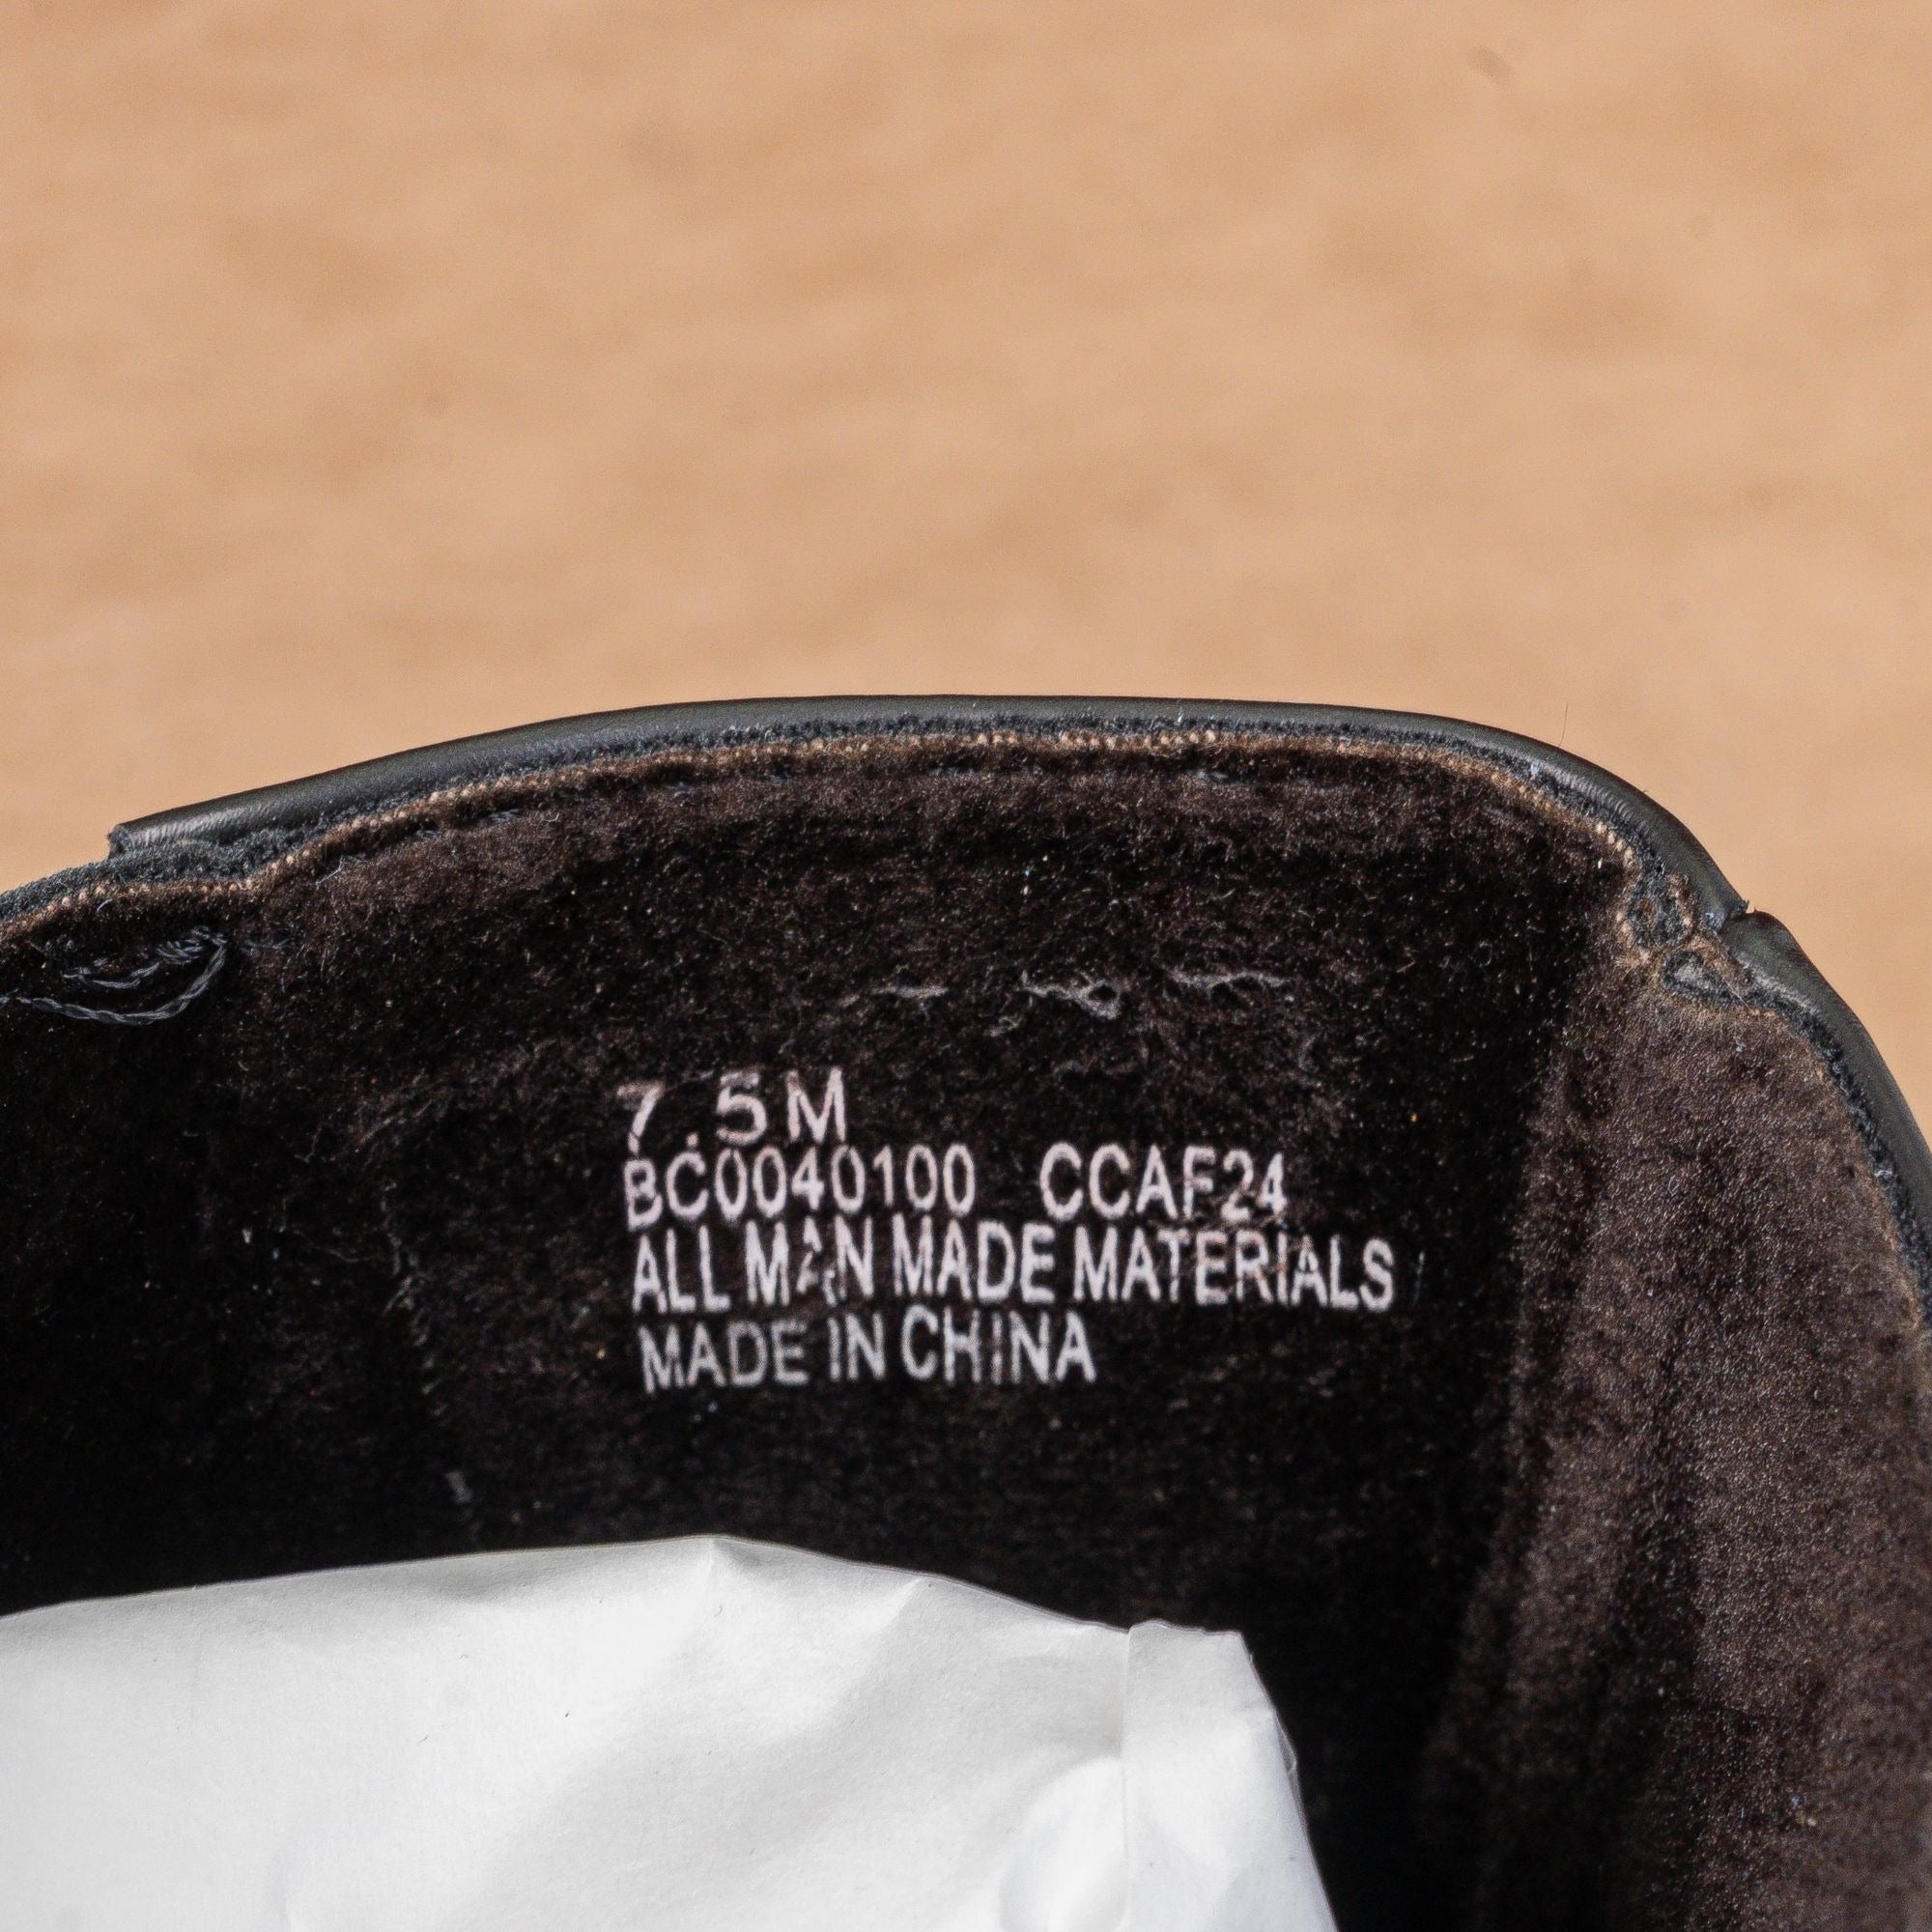 7.5M
BC0040100 CCAF24
ALL MAN MADE MATERIALS
MADE IN CHINA